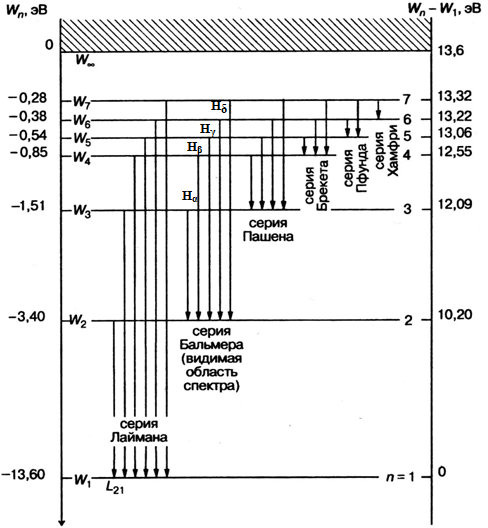 Wn, эВ
Wn – W1, эВ
0
W∞
13,6
–0,28
W7
Hδ
7
13,32
–0,38
W6
6
13,22
–0,54
W5
Hγ
5
13,06
–0,85
W4
Hβ
4
12,55
серия
Хамфри
серия
Пфунда
серия
Брекета
–1,51
W3
Hα
3
12,09
серия
Пашена
–3,40
W2
2
10,20
серия
Бальмера
(видимая
область
спектра)
серия
Лаймана
–13,60
W1
L21
n = 1
0